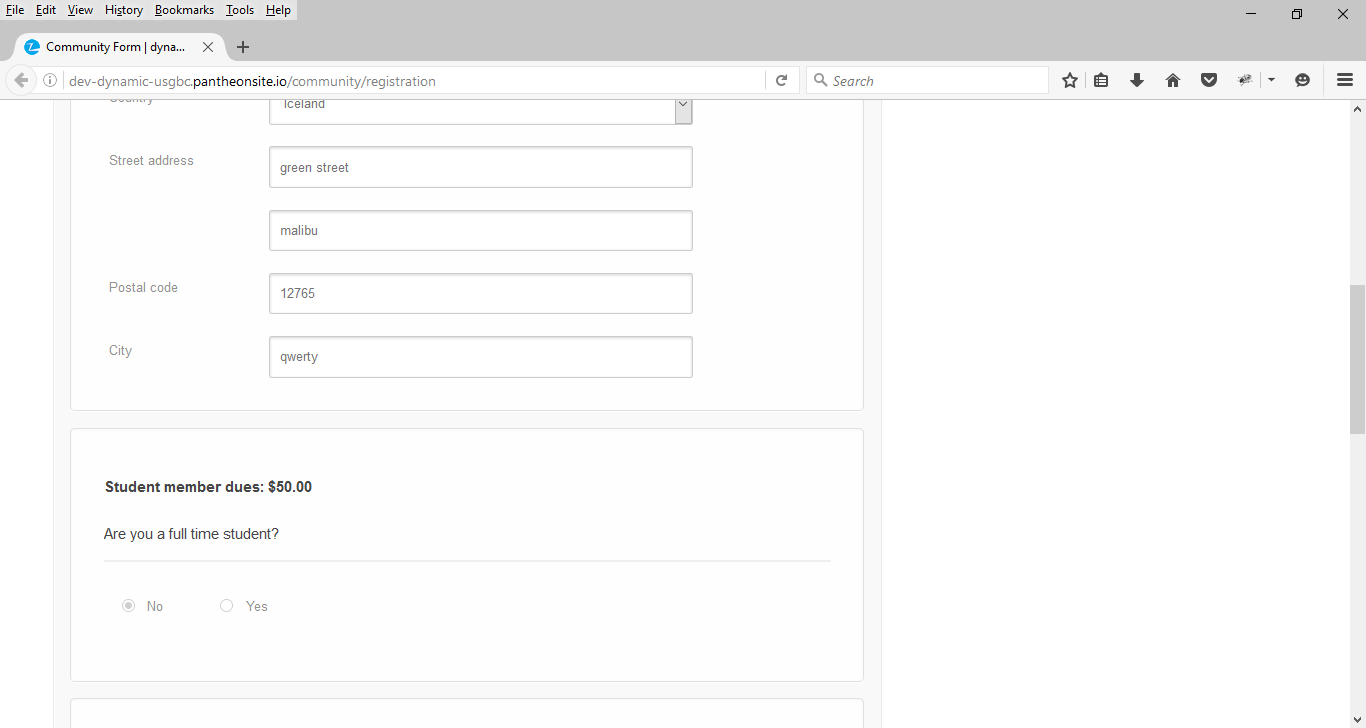 File Edit View History Bookmarks Tools Help
Community Form | dyna...
dev-dynamic-usgbc.pantheonsite.io/community/registration
Search
Country
Iceland
Street address
green street
malibu
Postal code
12765
City
qwerty
Student member dues: $50.00
Are you a full time student?
No
Yes